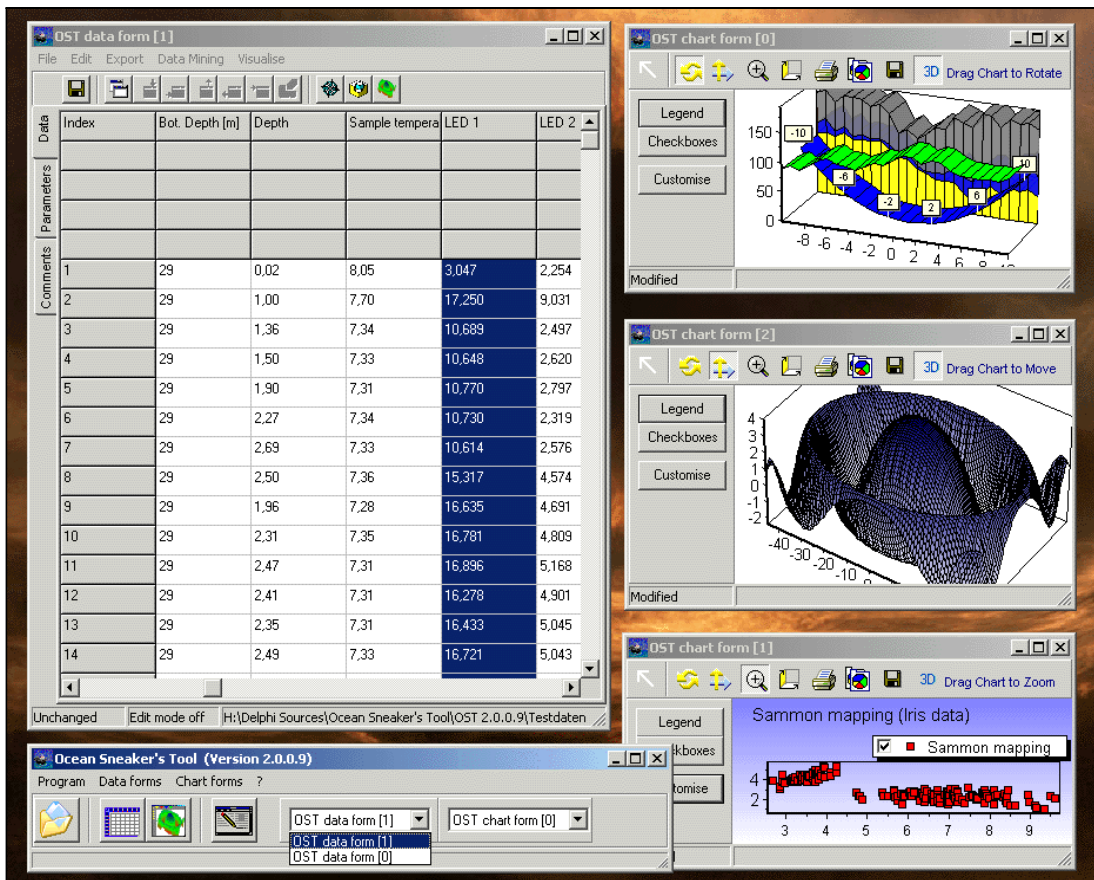 OST data form [1]
File Edit Export Data Mining Visualise
Data
Parameters
Comments
Index Bot. Depth [m] Depth Sample tempera LED 1 LED 2
1 29 0,02 8,05 3,047 2,254
2 29 1,00 7,70 17,250 9,031
3 29 1,36 7,34 10,689 2,497
4 29 1,50 7,33 10,648 2,620
5 29 1,90 7,31 10,770 2,797
6 29 2,27 7,34 10,730 2,319
7 29 2,69 7,33 10,614 2,576
8 29 2,50 7,36 15,317 4,574
9 29 1,96 7,28 16,635 4,691
10 29 2,31 7,35 16,781 4,809
11 29 2,47 7,31 16,896 5,168
12 29 2,41 7,31 16,278 4,901
13 29 2,35 7,31 16,433 5,045
14 29 2,49 7,33 16,721 5,043
Unchanged Edit mode off H:\Delphi Sources\Ocean Sneaker's Tool\OST 2.0.0.9\Testdaten
OST chart form [0]
3D Drag Chart to Rotate
Legend
Checkboxes
Customise
150
100
50
0
-10
-6
-2
2
6
10
-8 -6 -4 -2 0 2 4 6 8
Modified
OST chart form [2]
3D Drag Chart to Move
Legend
Checkboxes
Customise
4
3
2
1
0
-1
-2
-40 -30 -20 -10
Modified
OST chart form [1]
3D Drag Chart to Zoom
Legend
kboxes
tomise
Sammon mapping (Iris data)
Sammon mapping
4
2
3 4 5 6 7 8 9
Ocean Sneaker's Tool (Version 2.0.0.9)
Program Data forms Chart forms ?
OST data form [1] OST chart form [0]
OST data form [1]
OST data form [0]